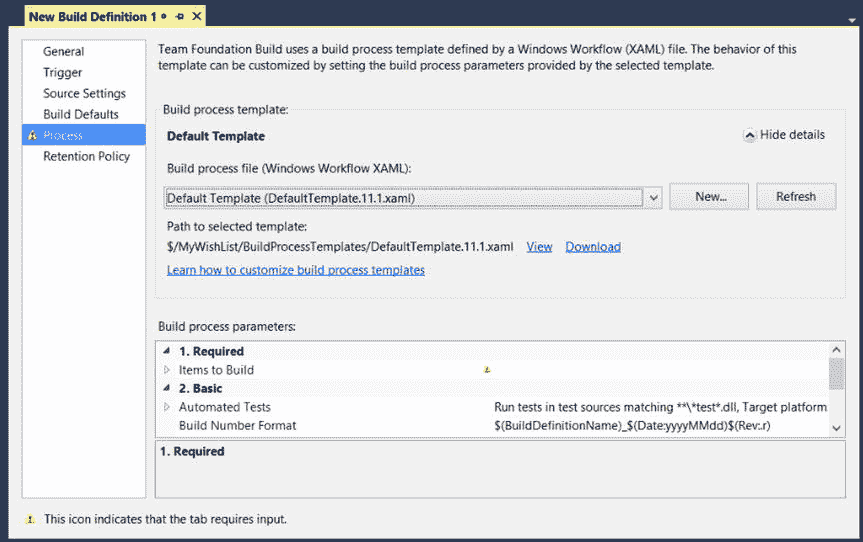 New Build Definition 1*
General
Trigger
Source Settings
Build Defaults
Process
Retention Policy
Team Foundation Build uses a build process template defined by a Windows Workflow (XAML) file. The behavior of this
template can be customized by setting the build process parameters provided by the selected template.
Build process template:
Default Template
Hide details
Build process file (Windows Workflow XAML):
Default Template (DefaultTemplate.11.1.xaml)
New...
Refresh
Path to selected template:
$/MyWishList/BuildProcessTemplates/DefaultTemplate.11.1.xaml View Download
Learn how to customize build process templates
Build process parameters:
1. Required
Items to Build
2. Basic
Automated Tests Run tests in test sources matching **\*test*.dll, Target platform
Build Number Format $(BuildDefinitionName)_$(Date:yyyyMMdd)$(Rev:.r)
1. Required
This icon indicates that the tab requires input.